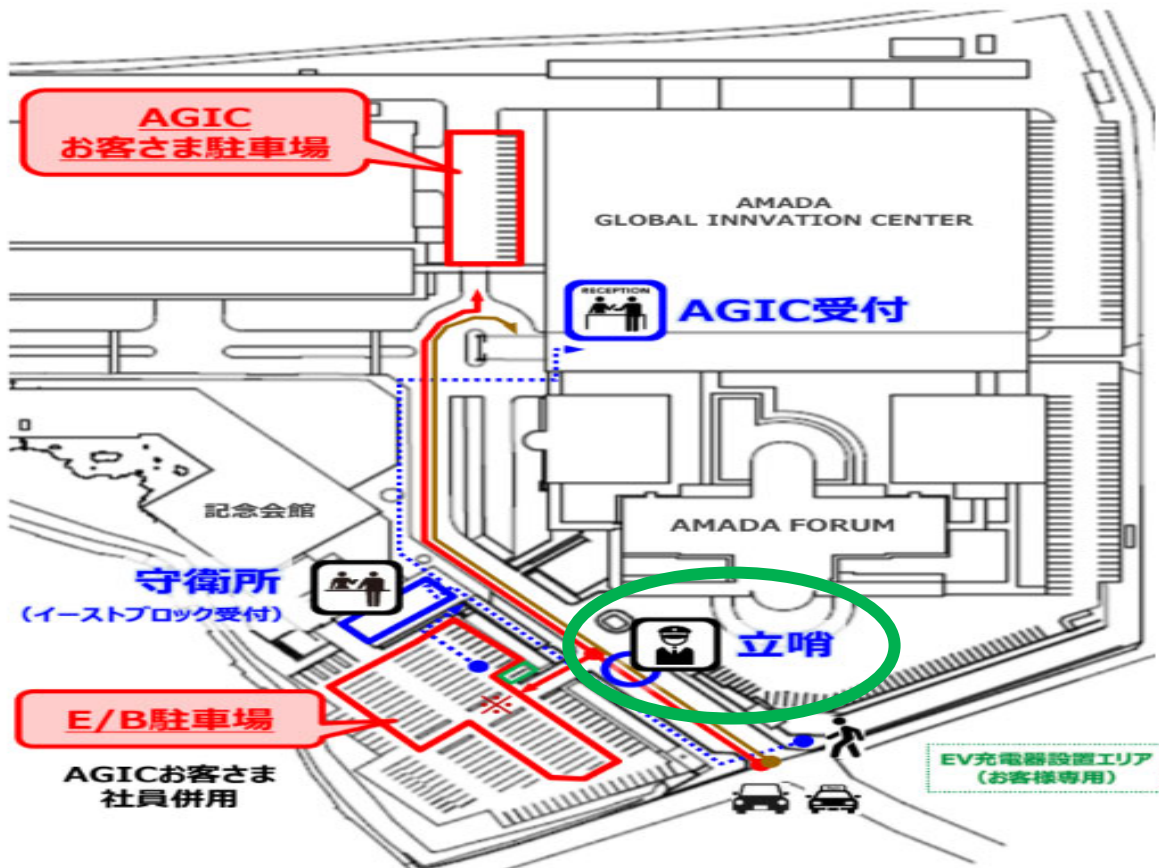 AGIC
お客さま駐車場
AMADA
GLOBAL INNVATION CENTER
RECEPTION
AGIC受付
記念会館
AMADA FORUM
守衛所
(イーストブロック受付)
立哨
※
E/B駐車場
AGICお客さま
社員併用
EV充電器設置エリア
(お客様専用)